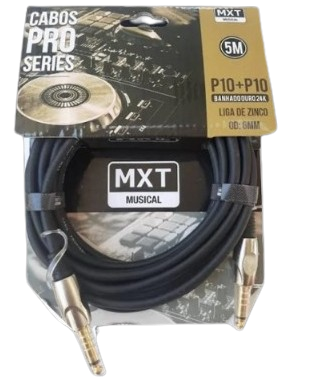 CABOS
PRO
SERIES
MXT
MUSICAL
5M
P10+P10
BANHADO OURO 24K
LIGA DE ZINCO
OD: 6MM
MXT
MUSICAL